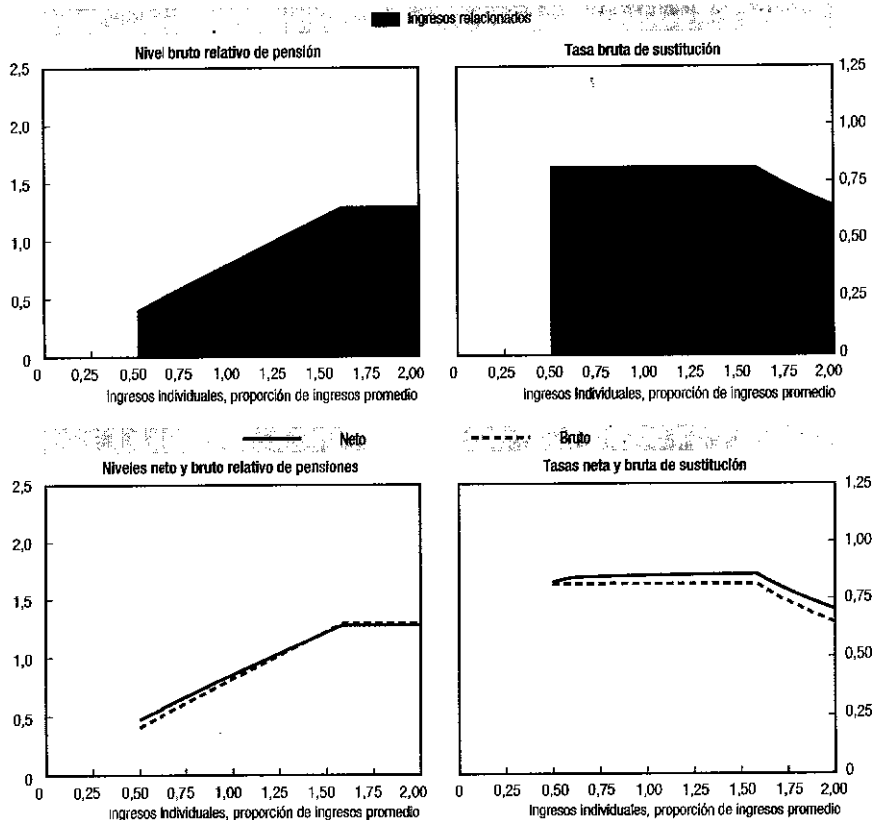 Ingresos relacionados
Nivel bruto relativo de pensión
Tasa bruta de sustitución
2,5
2,0
1,5
1,0
0,5
0
1,25
1,00
0,75
0,50
0,25
0
0 0,25 0,50 0,75 1,00 1,25 1,50 1,75 2,00
Ingresos individuales, proporción de ingresos promedio
0 0,25 0,50 0,75 1,00 1,25 1,50 1,75 2,00
Ingresos individuales, proporción de ingresos promedio
Neto
Bruto
Niveles neto y bruto relativo de pensiones
Tasas neta y bruta de sustitución
2,5
2,0
1,5
1,0
0,5
0
1,25
1,00
0,75
0,50
0,25
0
0 0,25 0,50 0,75 1,00 1,25 1,50 1,75 2,00
Ingresos individuales, proporción de ingresos promedio
0 0,25 0,50 0,75 1,00 1,25 1,50 1,75 2,00
Ingresos individuales, proporción de ingresos promedio